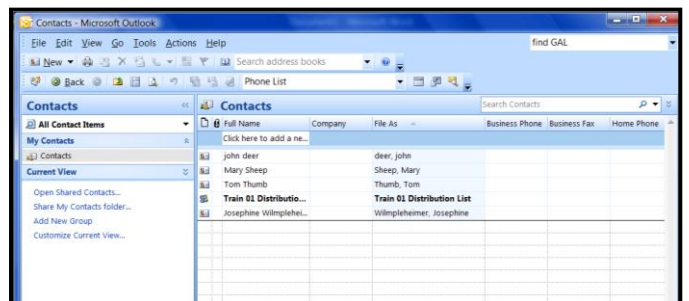 Contacts - Microsoft Outlook
File Edit View Go Tools Actions Help find GAL
New Search address books
Back Phone List
Contacts Contacts Search Contacts
All Contact Items Full Name Company File As Business Phone Business Fax Home Phone
My Contacts Click here to add a ne...
Contacts john deer deer, john
Current View Mary Sheep Sheep, Mary
Tom Thumb Thumb, Tom
Open Shared Contacts... Train 01 Distributio... Train 01 Distribution List
Share My Contacts folder... Josephine Wilmplehei... Wilmpleheimer, Josephine
Add New Group
Customize Current View...